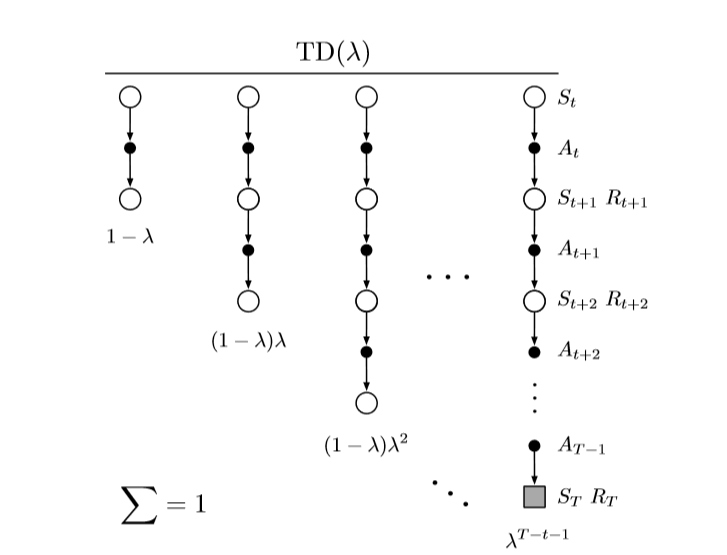 TD(λ)
S_t
A_t
S_{t+1} R_{t+1}
1 − λ
A_{t+1}
. . .
S_{t+2} R_{t+2}
(1 − λ)λ
A_{t+2}
(1 − λ)λ²
A_{T−1}
∑ = 1
S_T R_T
λ^{T−t−1}